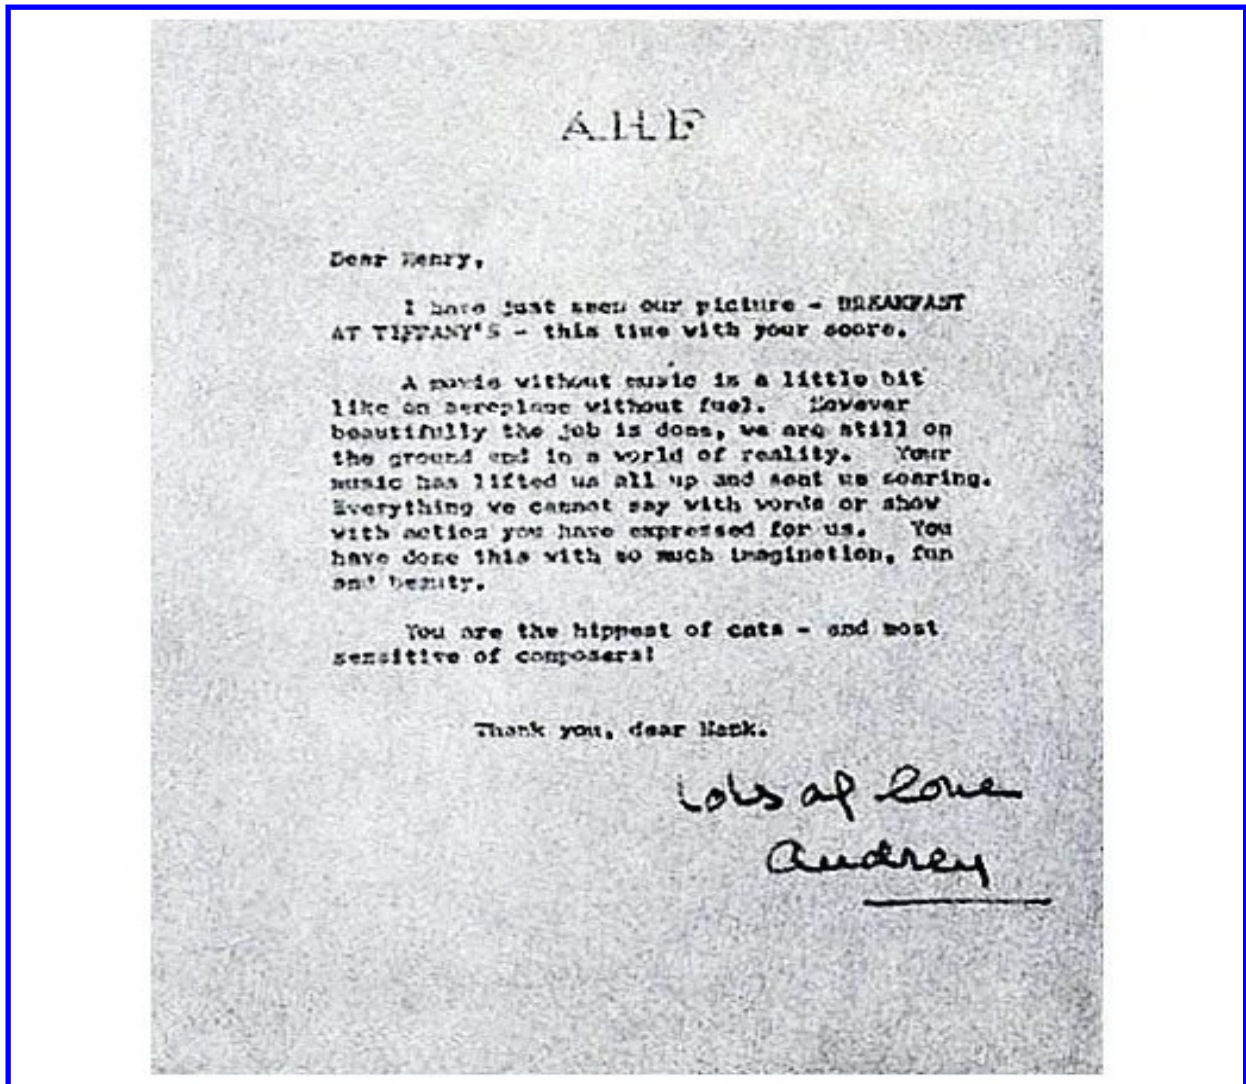 A.H.F
Dear Henry,
I have just seen our picture - BREAKFAST
AT TIFFANY'S - this time with your score.
A movie without music is a little bit
like an aeroplane without fuel. However
beautifully the job is done, we are still on
the ground and in a world of reality. Your
music has lifted us all up and sent us soaring.
Everything we cannot say with words or show
with action you have expressed for us. You
have done this with so much imagination, fun
and beauty.
You are the hippest of cats - and most
sensitive of composers!
Thank you, dear Hank.
Lots of love
Audrey